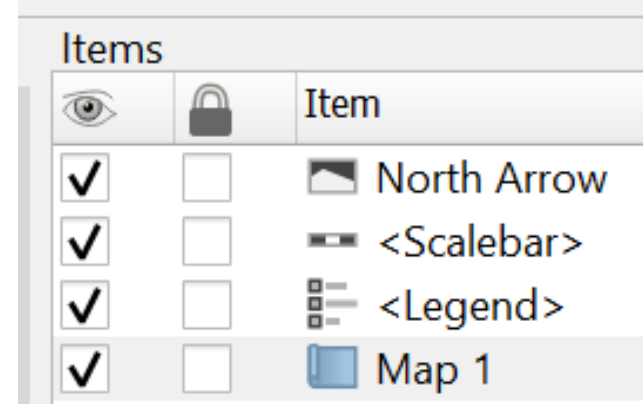 Items
Item
North Arrow
<Scalebar>
<Legend>
Map 1